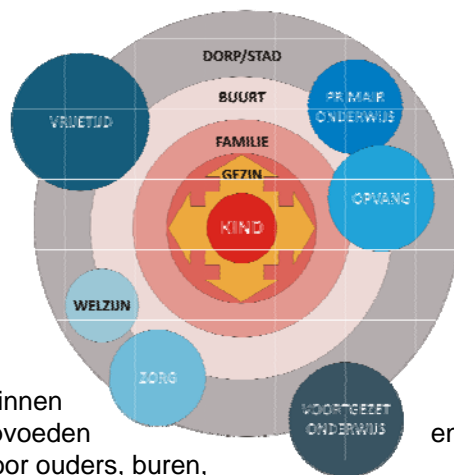 DORP/STAD
BUURT
VRIJETIJD
PRIMAIR
ONDERWIJS
FAMILIE
GEZIN
OPVANG
KIND
WELZIJN
ZORG
VOORTGEZET
ONDERWIJS
innen
voeden en
oor ouders, buren,